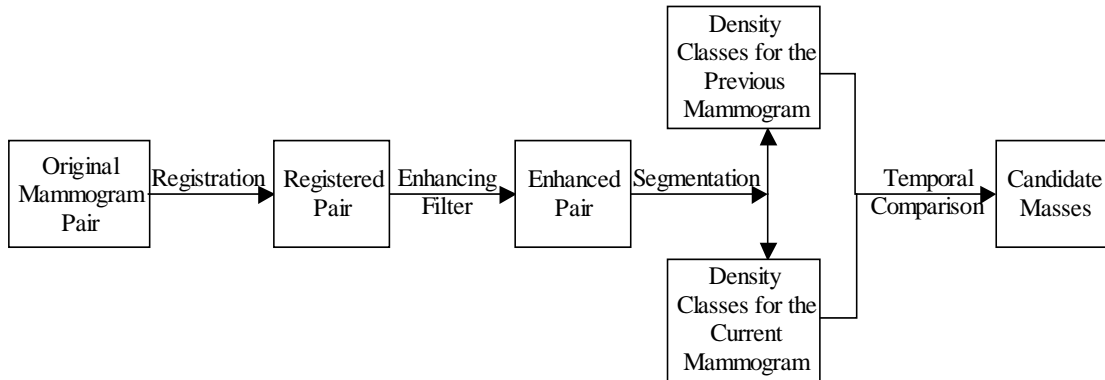 Original
Mammogram
Pair
Registration
Registered
Pair
Enhancing
Filter
Enhanced
Pair
Segmentation
Density
Classes for the
Previous
Mammogram
Density
Classes for the
Current
Mammogram
Temporal
Comparison
Candidate
Masses